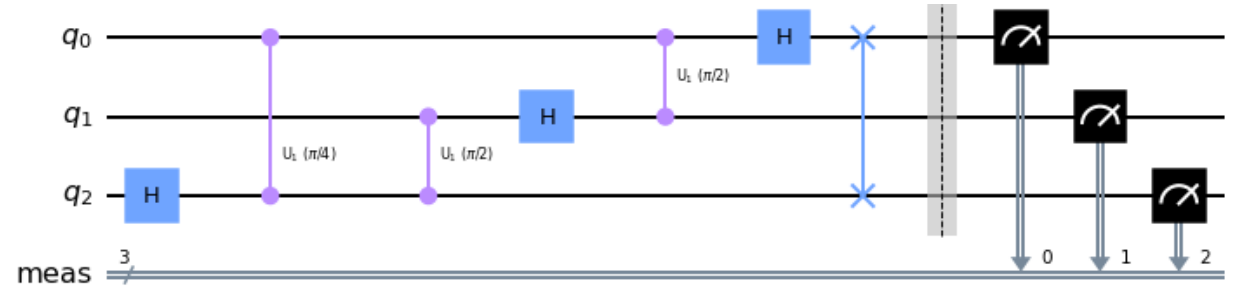 q0 H U1 (π/2) H
q1 U1 (π/4) U1 (π/2) H
q2 H
meas 3 0 1 2